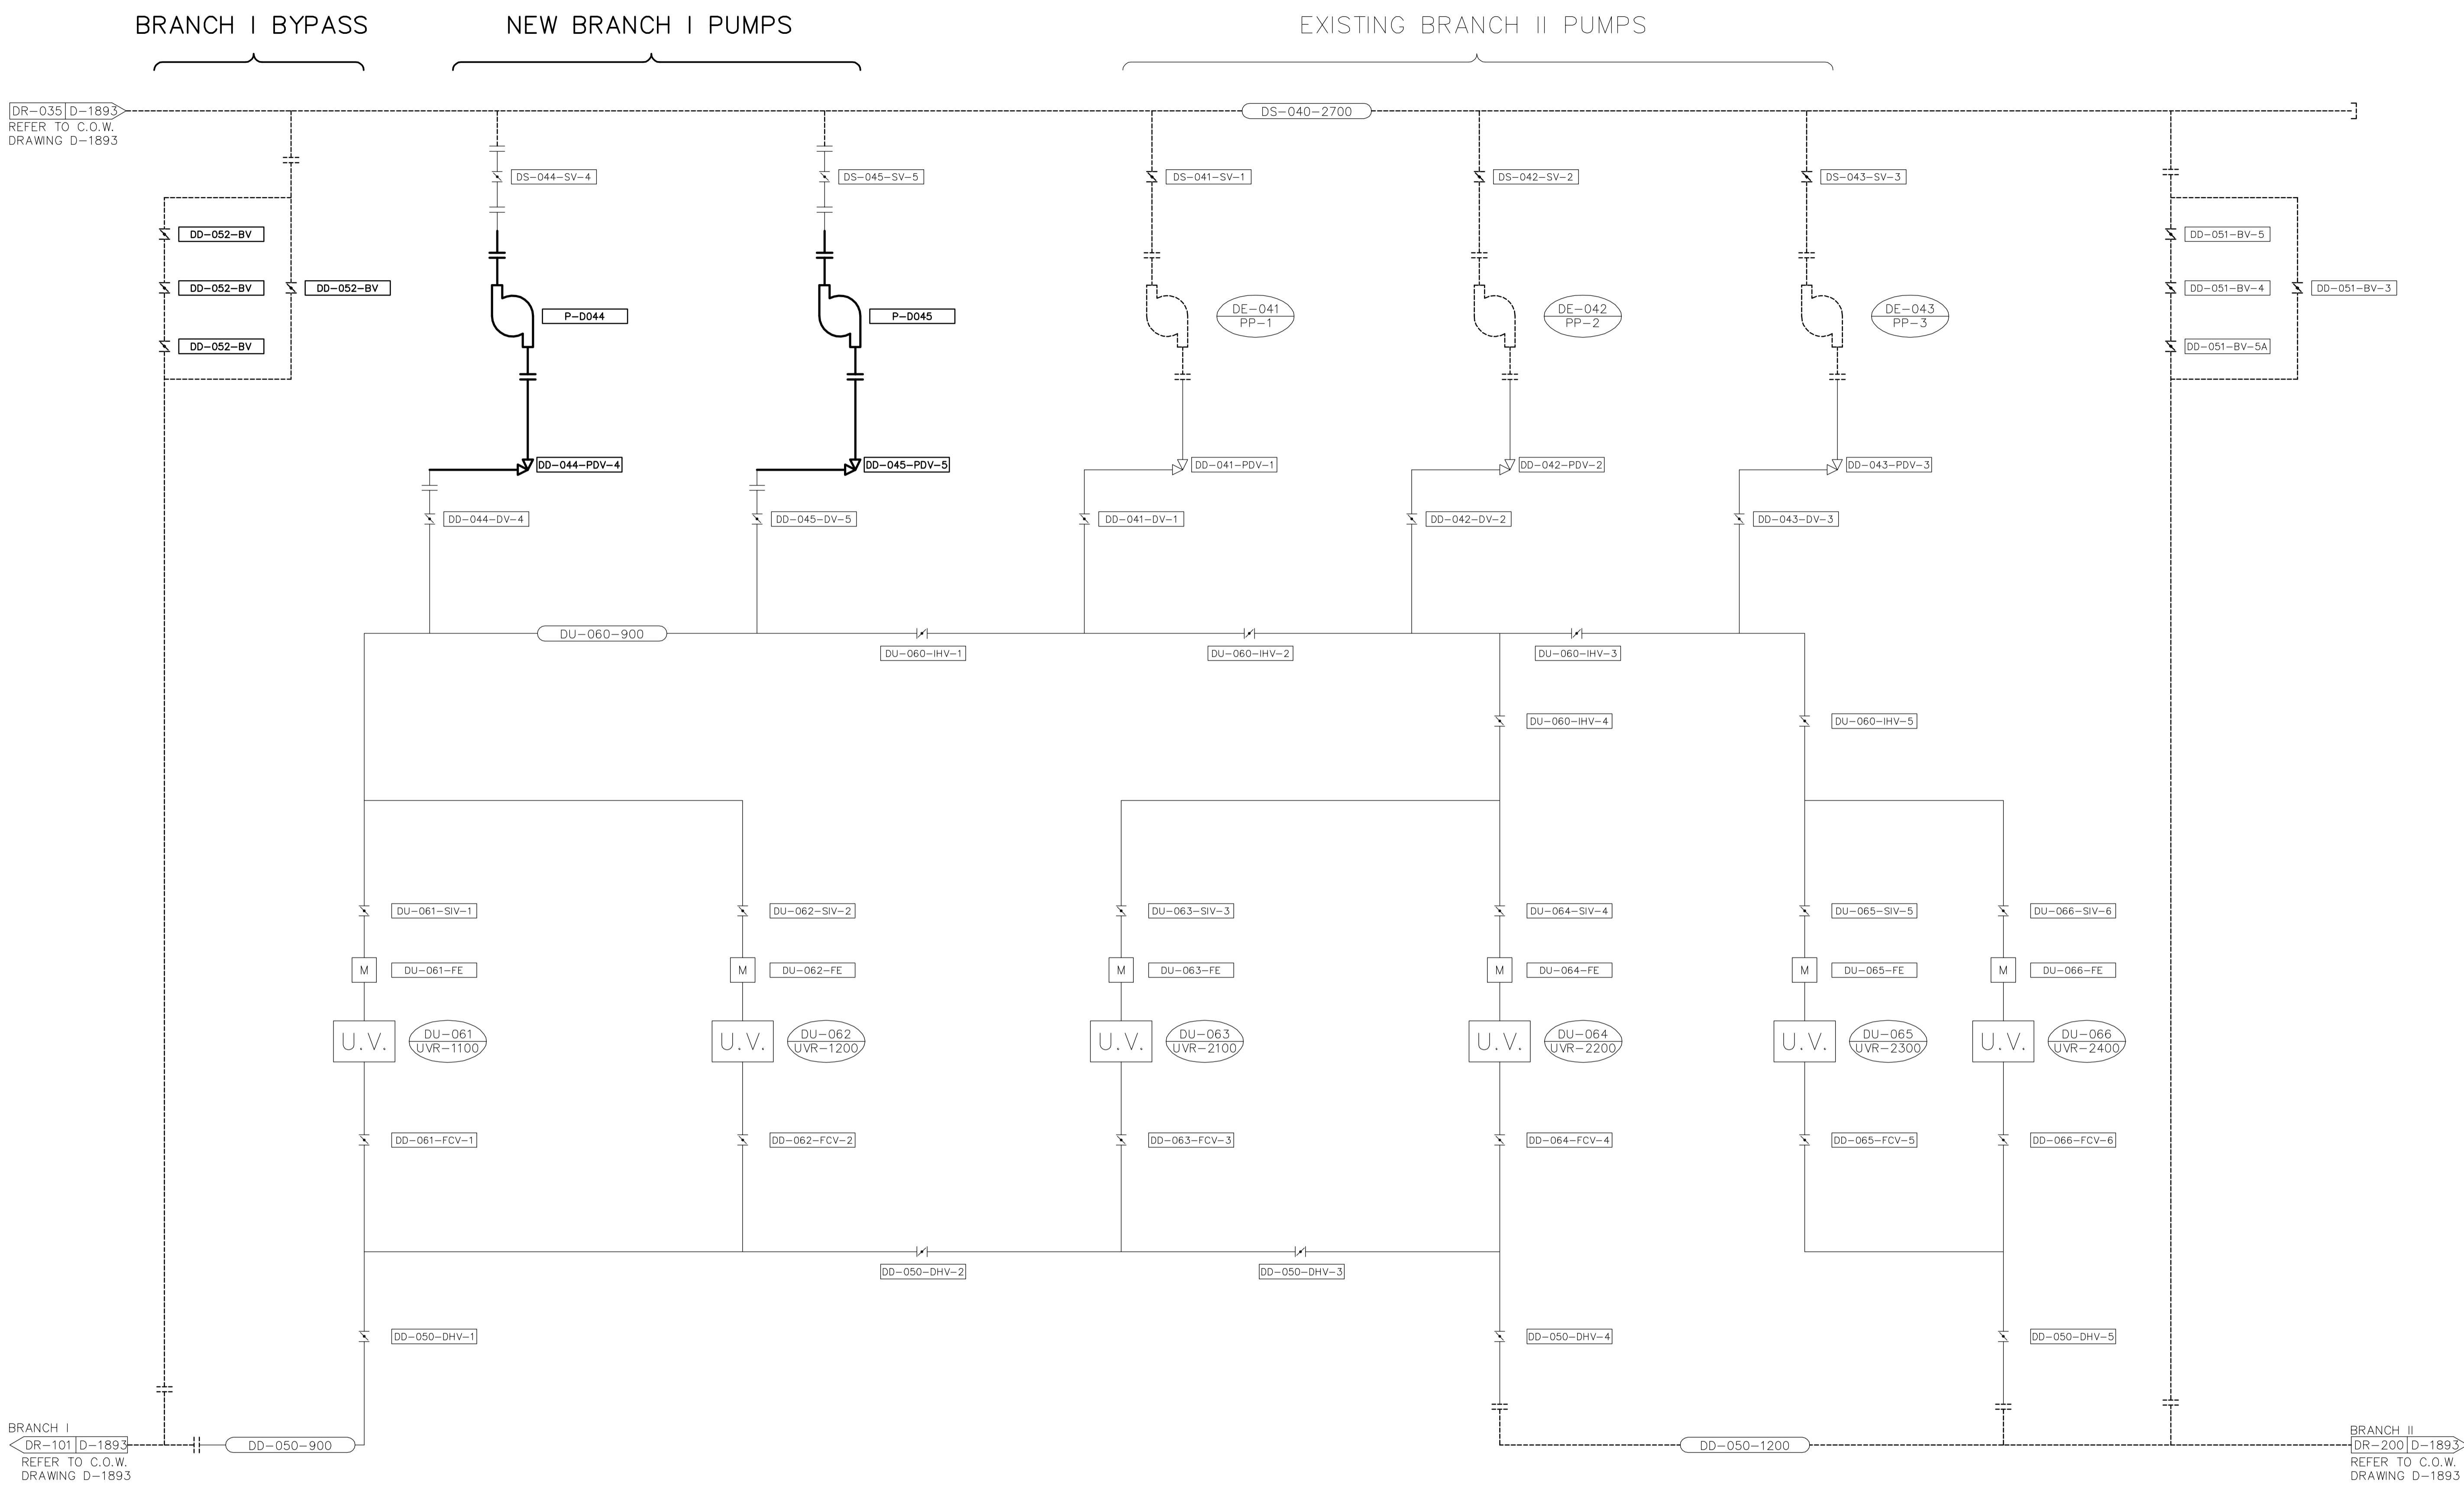 BRANCH I BYPASS
NEW BRANCH I PUMPS
EXISTING BRANCH II PUMPS
DR-035 D-1893
REFER TO C.O.W.
DRAWING D-1893
DS-040-2700
DS-044-SV-4
DS-045-SV-5
DS-041-SV-1
DS-042-SV-2
DS-043-SV-3
DD-052-BV
DD-051-BV-5
DD-052-BV
DD-052-BV
DD-051-BV-4
DD-051-BV-3
P-D044
P-D045
DE-041
PP-1
DE-042
PP-2
DE-043
PP-3
DD-052-BV
DD-051-BV-5A
DD-044-PDV-4
DD-045-PDV-5
DD-041-PDV-1
DD-042-PDV-2
DD-043-PDV-3
DD-044-DV-4
DD-045-DV-5
DD-041-DV-1
DD-042-DV-2
DD-043-DV-3
DU-060-900
DU-060-IHV-1
DU-060-IHV-2
DU-060-IHV-3
DU-060-IHV-4
DU-060-IHV-5
DU-061-SIV-1
DU-062-SIV-2
DU-063-SIV-3
DU-064-SIV-4
DU-065-SIV-5
DU-066-SIV-6
M
DU-061-FE
M
DU-062-FE
M
DU-063-FE
M
DU-064-FE
M
DU-065-FE
M
DU-066-FE
U.V.
DU-061
UVR-1100
U.V.
DU-062
UVR-1200
U.V.
DU-063
UVR-2100
U.V.
DU-064
UVR-2200
U.V.
DU-065
UVR-2300
U.V.
DU-066
UVR-2400
DD-061-FCV-1
DD-062-FCV-2
DD-063-FCV-3
DD-064-FCV-4
DD-065-FCV-5
DD-066-FCV-6
DD-050-DHV-2
DD-050-DHV-3
DD-050-DHV-1
DD-050-DHV-4
DD-050-DHV-5
BRANCH I
DR-101 D-1893
REFER TO C.O.W.
DRAWING D-1893
DD-050-900
DD-050-1200
BRANCH II
DR-200 D-1893
REFER TO C.O.W.
DRAWING D-1893